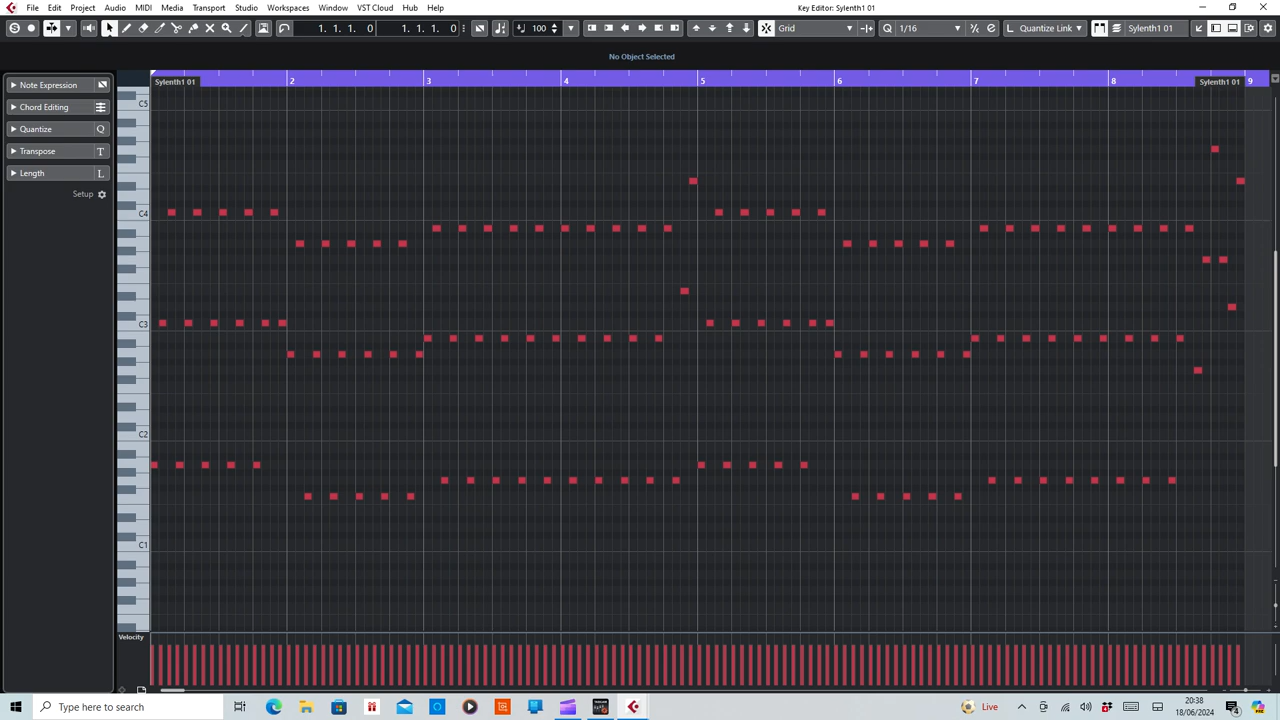 File Edit Project Audio MIDI Media Transport Studio Workspaces Window VST Cloud Hub Help
Key Editor: Sylenth1 01
1. 1. 1. 0 1. 1. 1. 0 100 Grid Q 1/16 Quantize Link Sylenth1 01
No Object Selected
Sylenth1 01 2 3 4 5 6 7 8 Sylenth1 01 9
Note Expression
Chord Editing
Quantize Q
Transpose T
Length L
Setup
C5
C4
C3
C2
C1
Velocity
Type here to search
Live
20:38
18/06/2024
4